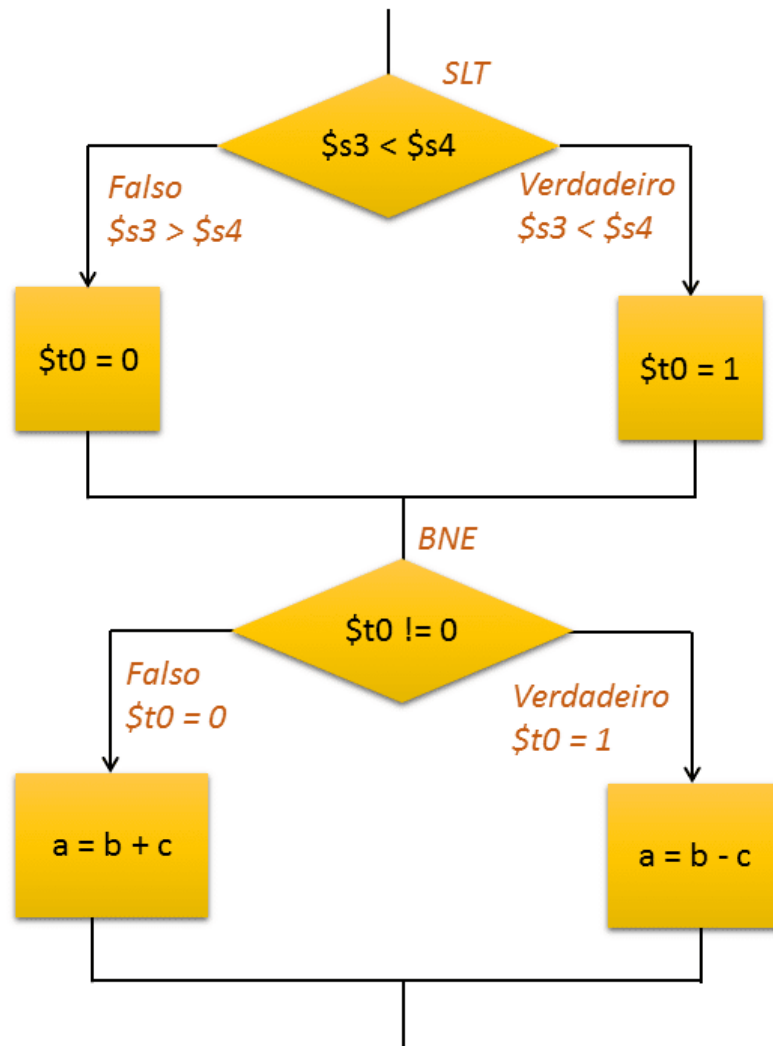 SLT
$s3 < $s4
Falso
$s3 > $s4
Verdadeiro
$s3 < $s4
$t0 = 0
$t0 = 1
BNE
$t0 != 0
Falso
$t0 = 0
Verdadeiro
$t0 = 1
a = b + c
a = b - c